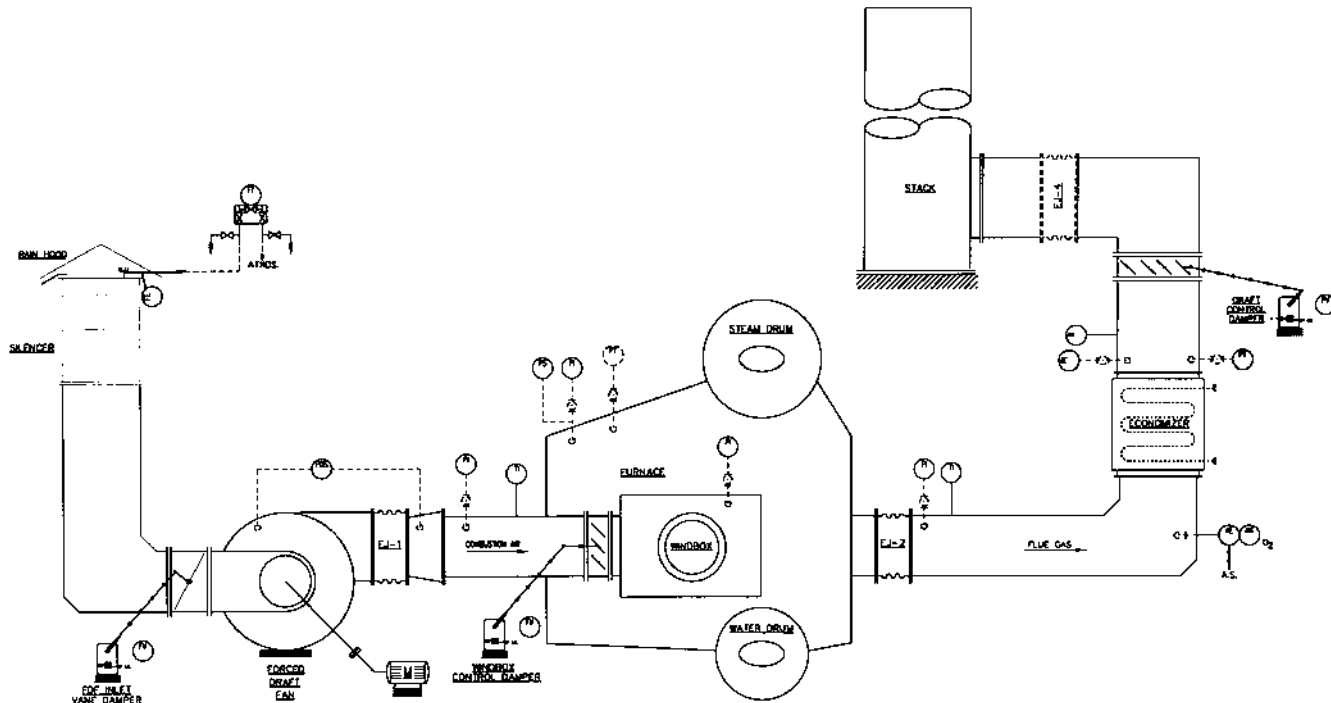 STACK
EJ-4
RAIN HOOD
ATMOS.
DRAFT
CONTROL
DAMPER
STEAM DRUM
SILENCER
ECONOMIZER
FURNACE
EJ-1
COMBUSTION AIR
WINDBOX
EJ-2
FLUE GAS
O2
A.S.
WATER DRUM
M
FORCED
DRAFT
FAN
WINDBOX
CONTROL DAMPER
FDF INLET
VANE DAMPER